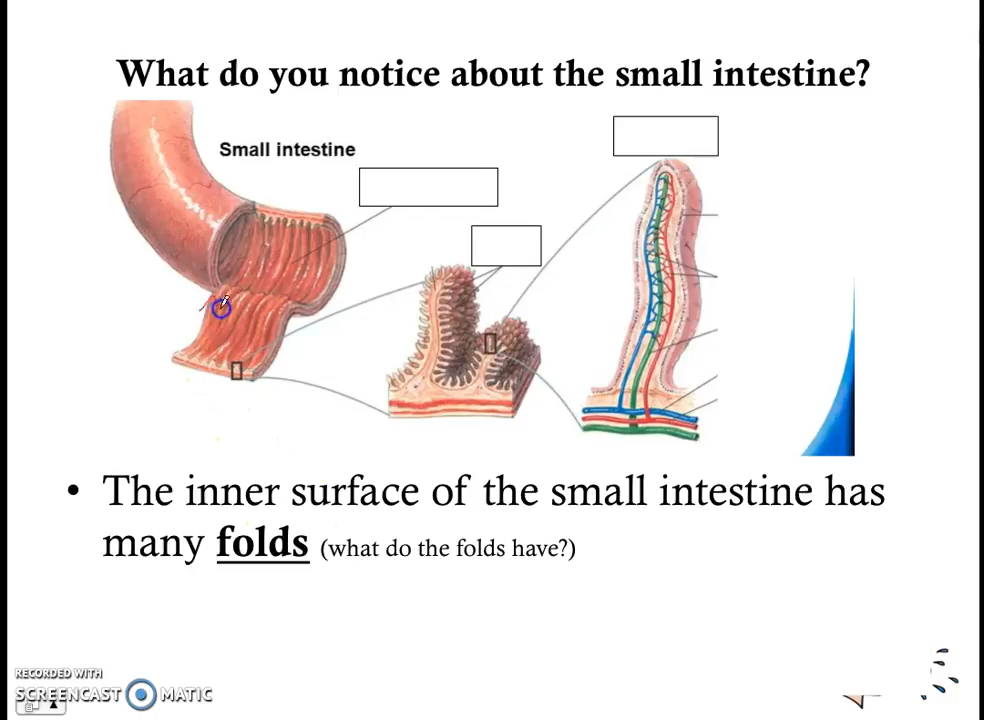 What do you notice about the small intestine?
Small intestine
• The inner surface of the small intestine has
many folds (what do the folds have?)
RECORDED WITH
SCREENCAST MATIC